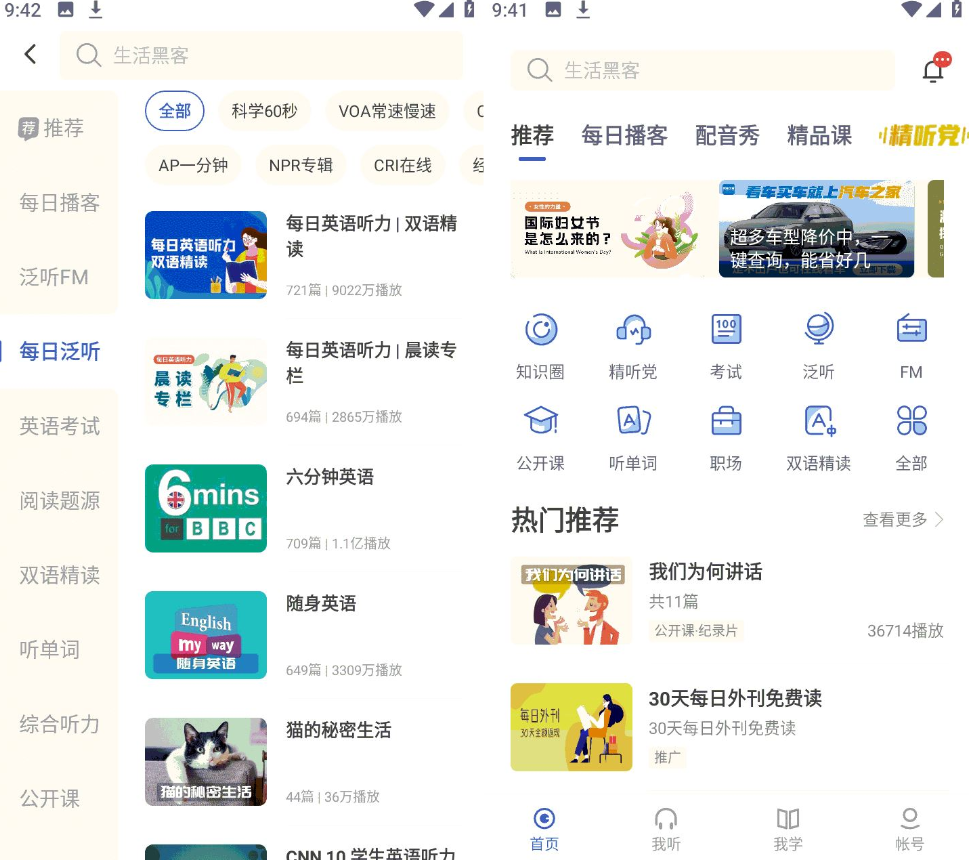 9:42
生活黑客
荐 推荐
每日播客
泛听FM
每日泛听
英语考试
阅读题源
双语精读
听单词
综合听力
公开课
全部 科学60秒 VOA常速慢速
AP一分钟 NPR专辑 CRI在线 经
每日英语听力
双语精读
每日英语听力 | 双语精
读
721篇 | 9022万播放
每日英语听力
晨读
专栏
每日英语听力 | 晨读专
栏
694篇 | 2865万播放
6mins
for BBC
六分钟英语
709篇 | 1.1亿播放
English
my way
随身英语
随身英语
649篇 | 3309万播放
猫的秘密生活
猫的秘密生活
44篇 | 36万播放
CNN 10 学生英语听力
9:41
生活黑客
推荐 每日播客 配音秀 精品课 精听党
·女性的力量·
国际妇女节
是怎么来的?
What is International Women's Day?
看车买车就上汽车之家
超多车型降价中，一
键查询，能省好几
知识圈 精听党 100 考试 泛听 FM
公开课 A 听单词 职场 A中 双语精读 全部
热门推荐 查看更多
我们为何讲话
我们为何讲话
共11篇
公开课·纪录片
36714播放
每日外刊
30天全额返现
30天每日外刊免费读
30天每日外刊免费读
推广
首页 我听 我学 帐号